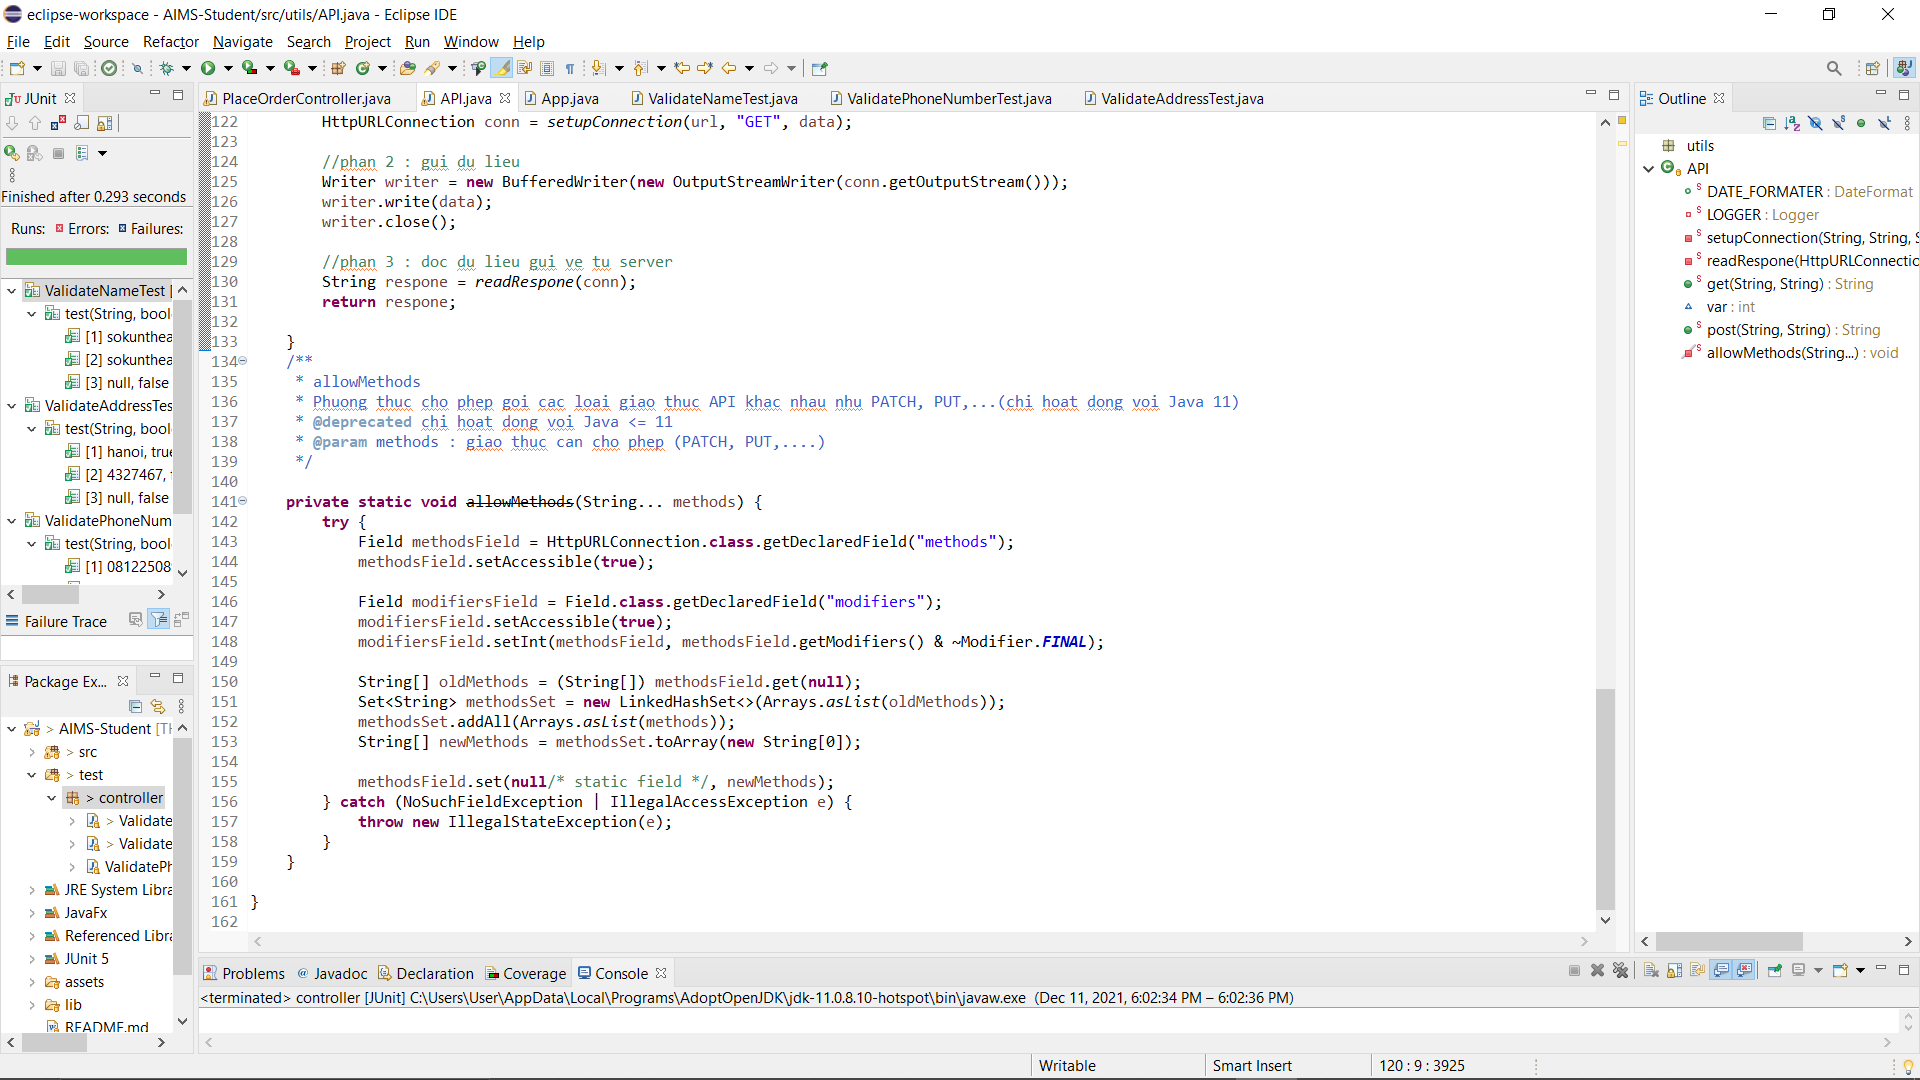 eclipse-workspace - AIMS-Student/src/utils/API.java - Eclipse IDE
File Edit Source Refactor Navigate Search Project Run Window Help
JUnit
Finished after 0.293 seconds
Runs: Errors: Failures:
ValidateNameTest [
test(String, bool
[1] sokunthea
[2] sokunthea
[3] null, false
ValidateAddressTes
test(String, bool
[1] hanoi, true
[2] 4327467,
[3] null, false
ValidatePhoneNum
test(String, bool
[1] 08122508
Failure Trace
Package Ex...
> AIMS-Student [TH
> src
> test
> controller
> Validate
> Validate
ValidatePh
JRE System Libra
JavaFx
Referenced Libra
JUnit 5
assets
lib
README.md
PlaceOrderController.java API.java App.java ValidateNameTest.java ValidatePhoneNumberTest.java ValidateAddressTest.java
122 HttpURLConnection conn = setupConnection(url, "GET", data);
123
124 //phan 2 : gui du lieu
125 Writer writer = new BufferedWriter(new OutputStreamWriter(conn.getOutputStream()));
126 writer.write(data);
127 writer.close();
128
129 //phan 3 : doc du lieu gui ve tu server
130 String respone = readRespone(conn);
131 return respone;
132
133 }
134 /**
135 * allowMethods
136 * Phuong thuc cho phep goi cac loai giao thuc API khac nhau nhu PATCH, PUT,...(chi hoat dong voi Java 11)
137 * @deprecated chi hoat dong voi Java <= 11
138 * @param methods : giao thuc can cho phep (PATCH, PUT,....)
139 */
140
141 private static void allowMethods(String... methods) {
142 try {
143 Field methodsField = HttpURLConnection.class.getDeclaredField("methods");
144 methodsField.setAccessible(true);
145
146 Field modifiersField = Field.class.getDeclaredField("modifiers");
147 modifiersField.setAccessible(true);
148 modifiersField.setInt(methodsField, methodsField.getModifiers() & ~Modifier.FINAL);
149
150 String[] oldMethods = (String[]) methodsField.get(null);
151 Set<String> methodsSet = new LinkedHashSet<>(Arrays.asList(oldMethods));
152 methodsSet.addAll(Arrays.asList(methods));
153 String[] newMethods = methodsSet.toArray(new String[0]);
154
155 methodsField.set(null/* static field */, newMethods);
156 } catch (NoSuchFieldException | IllegalAccessException e) {
157 throw new IllegalStateException(e);
158 }
159 }
160
161 }
162
Outline
utils
API
DATE_FORMATER : DateFormat
LOGGER : Logger
setupConnection(String, String, S
readRespone(HttpURLConnectio
get(String, String) : String
var : int
post(String, String) : String
allowMethods(String...) : void
Problems Javadoc Declaration Coverage Console
<terminated> controller [JUnit] C:\Users\User\AppData\Local\Programs\AdoptOpenJDK\jdk-11.0.8.10-hotspot\bin\javaw.exe (Dec 11, 2021, 6:02:34 PM – 6:02:36 PM)
Writable Smart Insert 120 : 9 : 3925